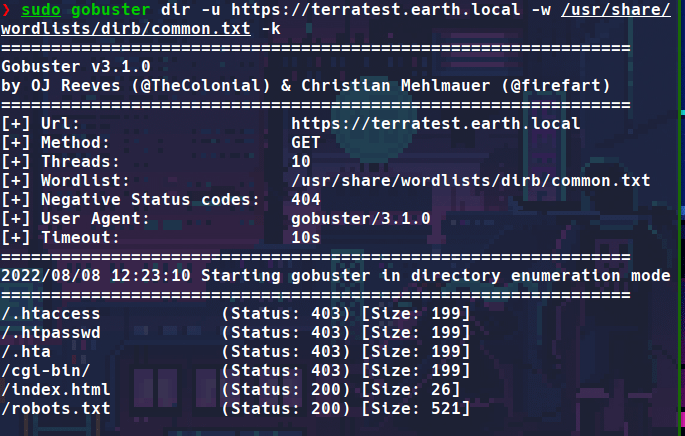 ❯ sudo gobuster dir -u https://terratest.earth.local -w /usr/share/
wordlists/dirb/common.txt -k
===============================================================
Gobuster v3.1.0
by OJ Reeves (@TheColonial) & Christian Mehlmauer (@firefart)
===============================================================
[+] Url:                     https://terratest.earth.local
[+] Method:                  GET
[+] Threads:                 10
[+] Wordlist:                /usr/share/wordlists/dirb/common.txt
[+] Negative Status codes:   404
[+] User Agent:              gobuster/3.1.0
[+] Timeout:                 10s
===============================================================
2022/08/08 12:23:10 Starting gobuster in directory enumeration mode
===============================================================
/.htaccess            (Status: 403) [Size: 199]
/.htpasswd            (Status: 403) [Size: 199]
/.hta                 (Status: 403) [Size: 199]
/cgi-bin/             (Status: 403) [Size: 199]
/index.html           (Status: 200) [Size: 26]
/robots.txt           (Status: 200) [Size: 521]